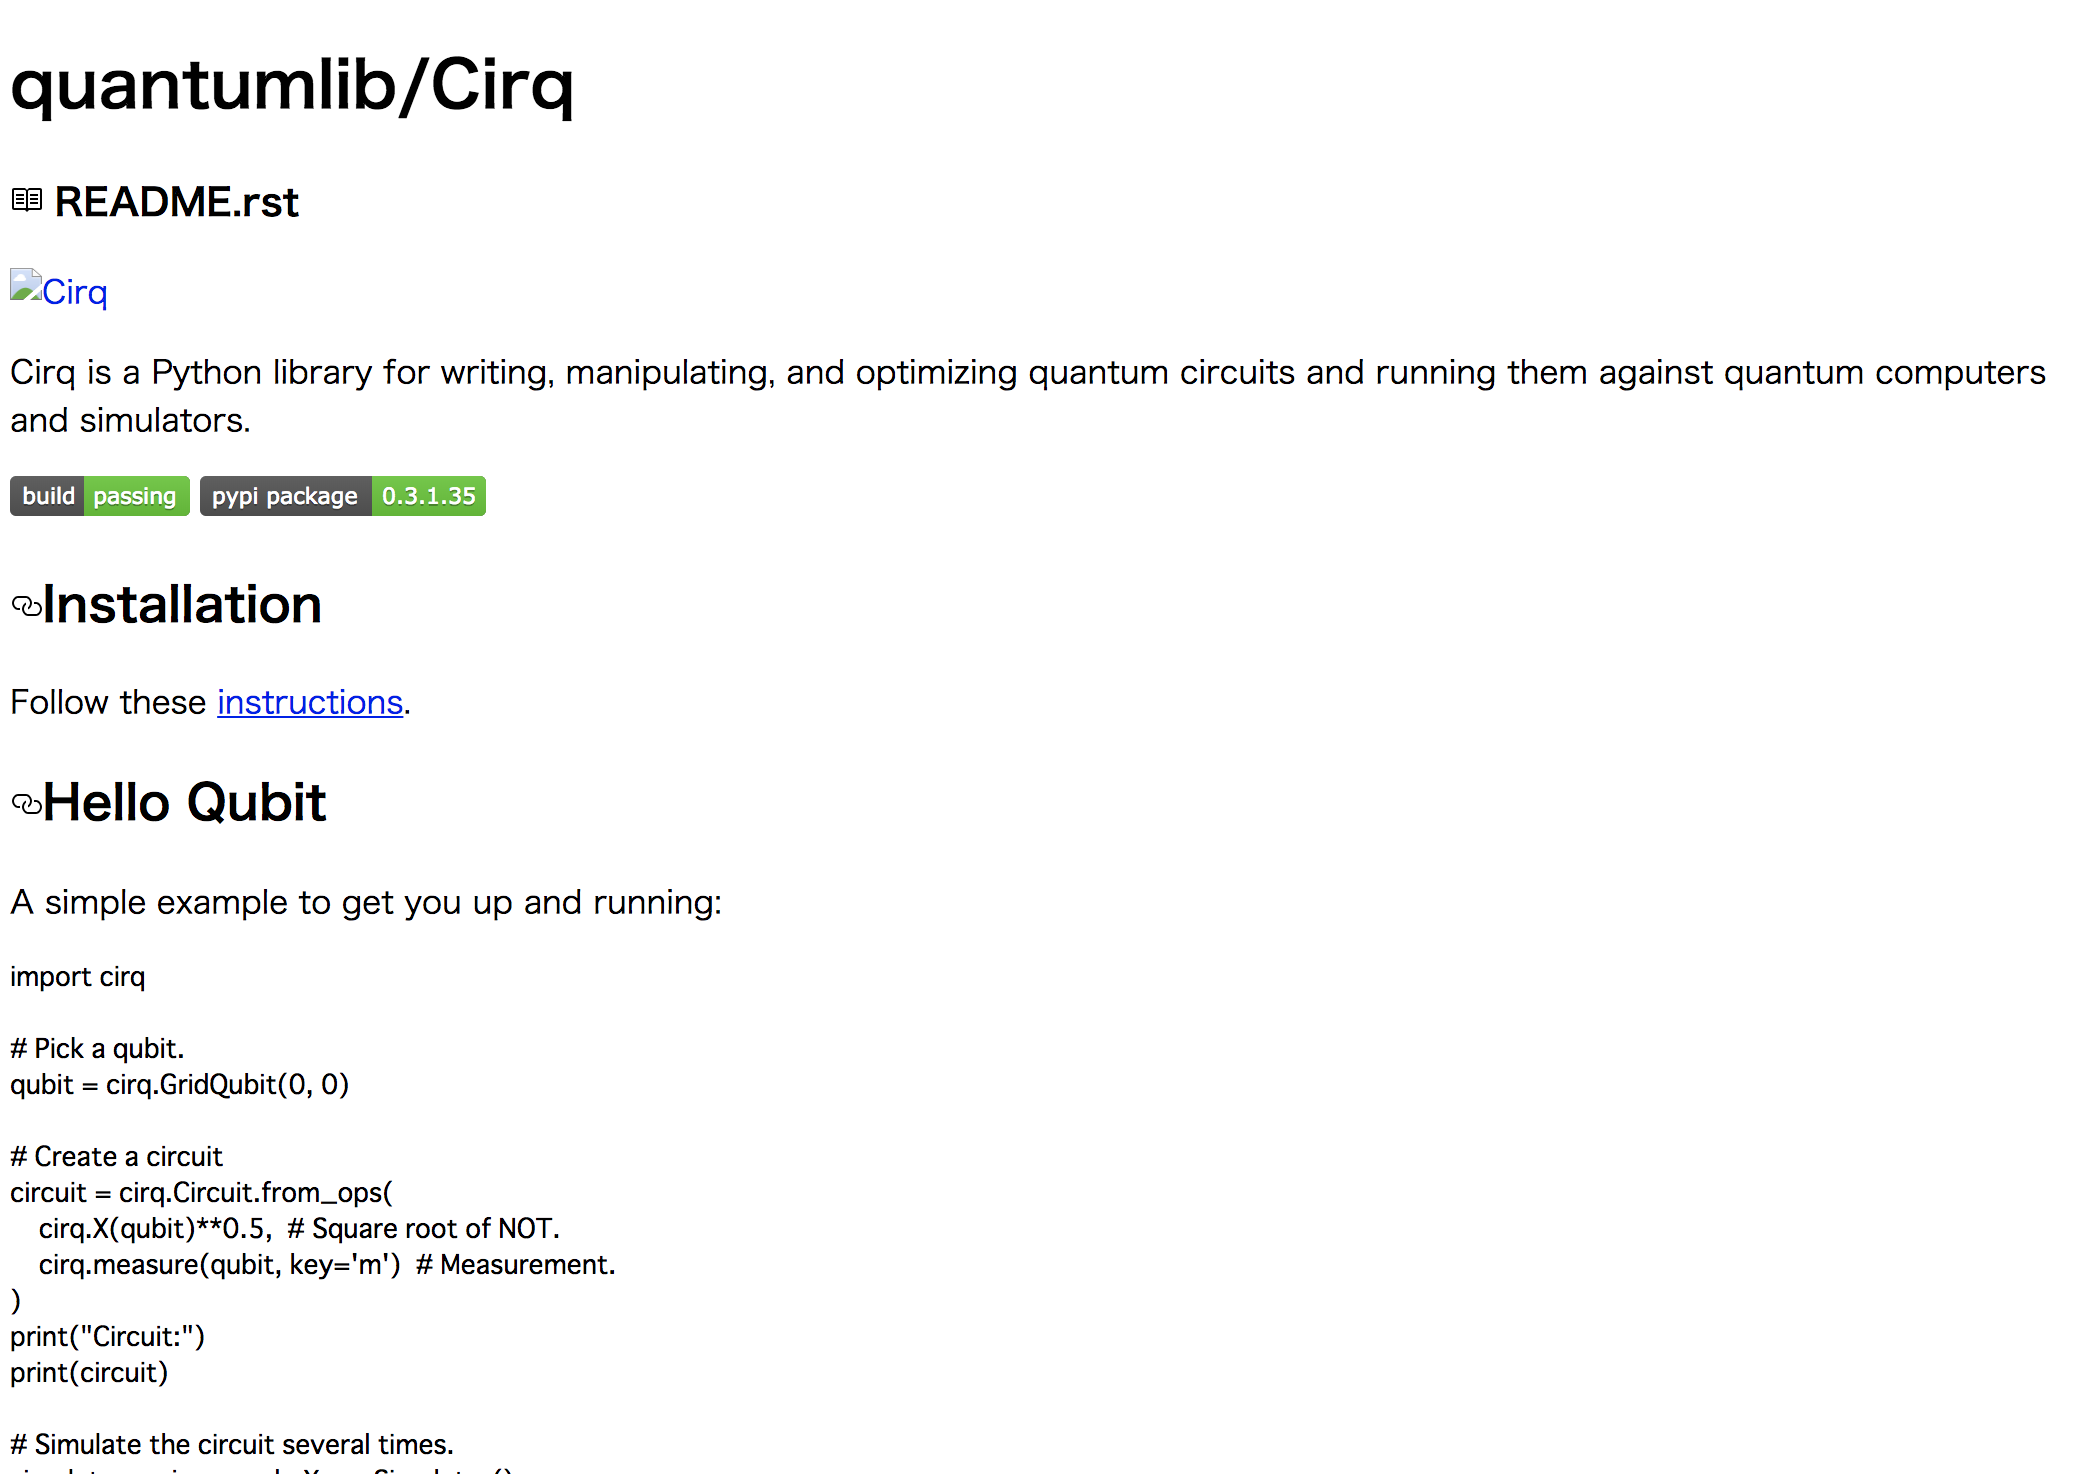 quantumlib/Cirq
README.rst
Cirq
Cirq is a Python library for writing, manipulating, and optimizing quantum circuits and running them against quantum computers
and simulators.
build passing pypi package 0.3.1.35
Installation
Follow these instructions.
Hello Qubit
A simple example to get you up and running:
import cirq
# Pick a qubit.
qubit = cirq.GridQubit(0, 0)
# Create a circuit
circuit = cirq.Circuit.from_ops(
    cirq.X(qubit)**0.5,  # Square root of NOT.
    cirq.measure(qubit, key='m')  # Measurement.
)
print("Circuit:")
print(circuit)
# Simulate the circuit several times.